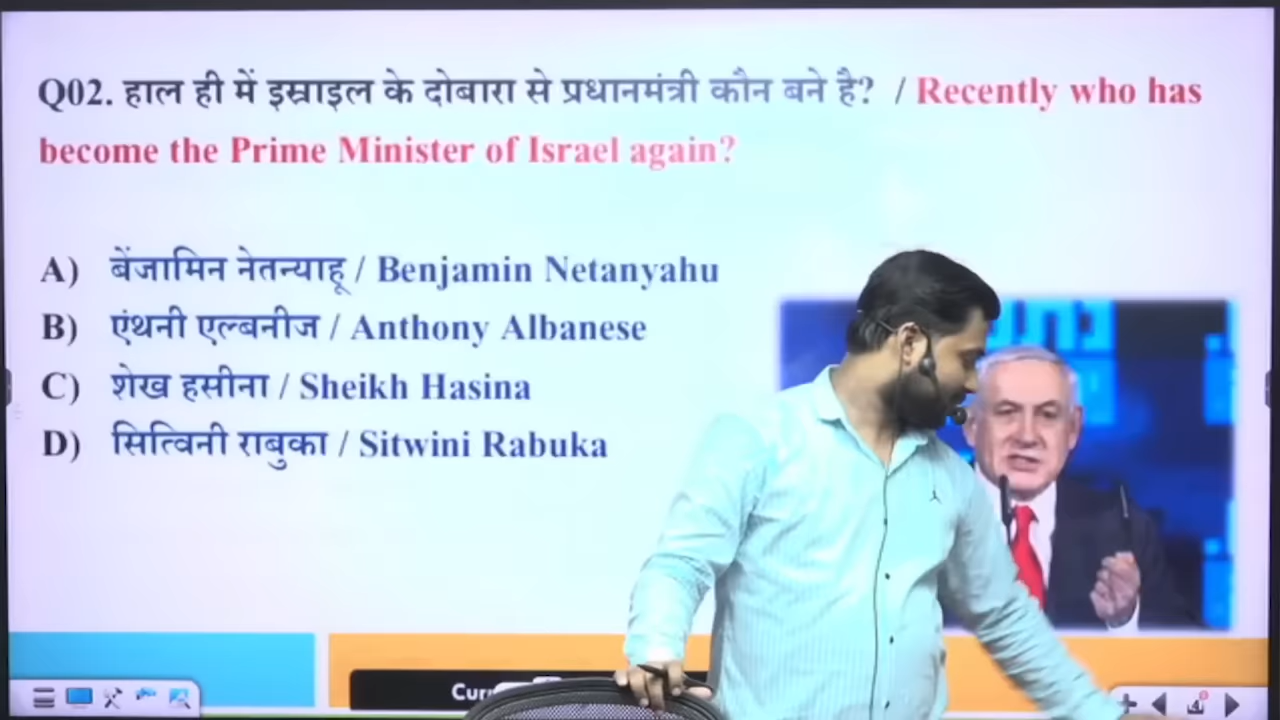 Q02. हाल ही में इस्राइल के दोबारा से प्रधानमंत्री कौन बने है? / Recently who has
become the Prime Minister of Israel again?
A) बेंजामिन नेतन्याहू / Benjamin Netanyahu
B) एंथनी एल्बनीज / Anthony Albanese
C) शेख हसीना / Sheikh Hasina
D) सित्विनी राबुका / Sitwini Rabuka